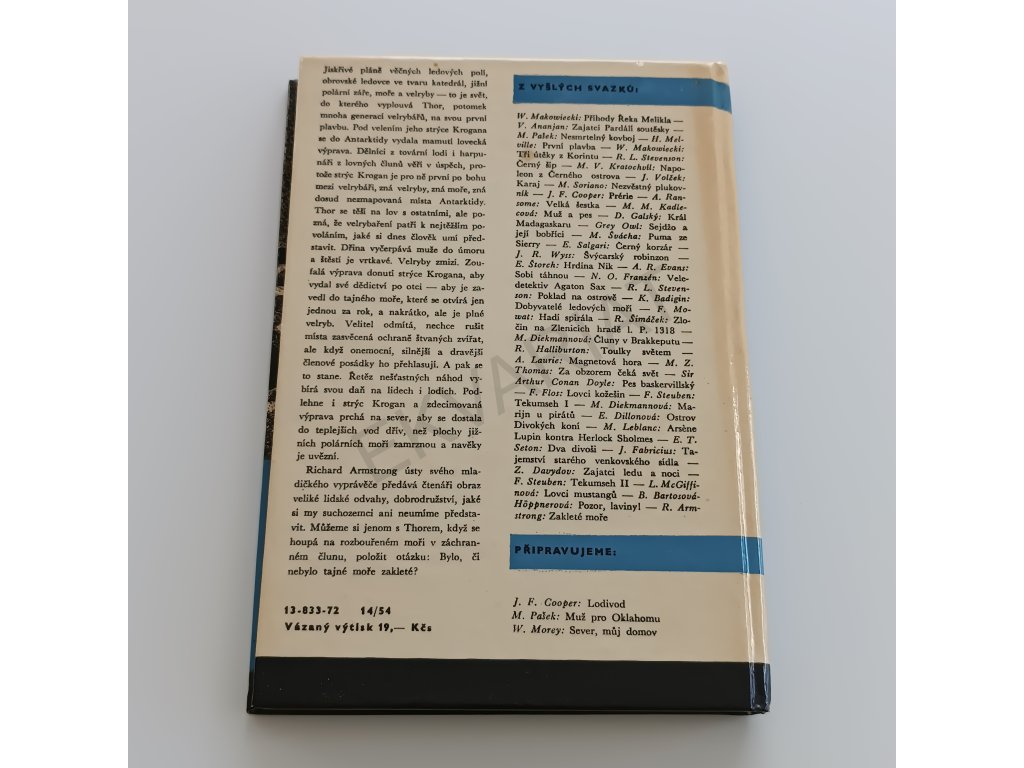 Jiskřivé pláně věčných ledových polí,
obrovské ledovce ve tvaru katedrál, jižní
polární záře, moře a velryby — to je svět,
do kterého vyplouvá Thor, potomek
mnoha generací velrybářů, na svou první
plavbu. Pod velením jeho strýce Krogana
se do Antarktidy vydala mamutí lovecká
výprava. Dělníci z tovární lodi i harpu-
náři z lovných člunů věří v úspěch, pro-
tože strýc Krogan je pro ně první po bohu
mezi velrybáři, zná velryby, zná moře, zná
dosud nezmapovaná místa Antarktidy.
Thor se těší na lov s ostatními, ale po-
zná, že velrybaření patří k nejtěžším po-
voláním, jaké si dnes člověk umí předsta-
vit. Dřina vyčerpává muže do úmoru
a štěstí je vrtkavé. Velryby zmizí. Zou-
falá výprava donutí strýce Krogana, aby
vydal své dědictví po otci — aby je za-
vedl do tajného moře, které se otvírá jen
jednou za rok, a nakrátko, ale je plné
velryb. Velitel odmítá, nechce rušit
místa zasvěcená ochraně štvaných zvířat,
ale když onemocní, silnější a dravější
členové posádky ho přehlasují. A pak se
to stane. Řetěz nešťastných náhod vy-
bírá svou daň na lidech i lodích. Pod-
lehne i strýc Krogan a zdecimovaná
výprava prchá na sever, aby se dostala
do teplejších vod dřív, než plochy již-
ních polárních moří zamrznou a navěky
je uvězní.
Richard Armstrong ústy svého mla-
dičkého vyprávěče předává čtenáři obraz
veliké lidské odvahy, dobrodružství, jaké
si my suchozemci ani neumíme předsta-
vit. Můžeme si jenom s Thorem, když se
houpá na rozbouřeném moři v záchran-
ném člunu, položit otázku: Bylo, či
nebylo tajné moře zakleté?
13-833-72 14/54
Vázaný výtisk 19,— Kčs
Z VYŠLÝCH SVAZKŮ:
W. Makowiecki: Příhody Řeka Melikla —
V. Ananjan: Zajatci Pardálí soutěsky —
M. Pašek: Nesmrtelný kovboj — H. Mel-
ville: První plavba — W. Makowiecki:
Tři útěky z Korintu — R. L. Stevenson:
Černý šíp — M. V. Kratochvíl: Napo-
leon z Černého ostrova — J. Volžek:
Karaj — M. Soriano: Nezvěstný plukov-
ník — J. F. Cooper: Prérie — A. Ran-
some: Velká šestka — M. M. Kadle-
cová: Muž a pes — D. Galský: Král
Madagaskaru — Grey Owl: Sejdžo a
její bobříci — M. Švácha: Puma ze
Sierry — E. Salgari: Černý korzár —
J. R. Wyss: Švýcarský robinzon —
E. Štorch: Hrdina Nik — A. R. Evans:
Sobi táhnou — N. O. Franzén: Vele-
detektiv Agaton Sax — R. L. Steven-
son: Poklad na ostrově — K. Badigin:
Dobyvatelé ledových moří — F. Mo-
wat: Hadí spirála — R. Šimáček: Zlo-
čin na Zlenicích hradě l. P. 1318 —
M. Diekmannová: Čluny v Brakkeputu —
R. Halliburton: Toulky světem —
A. Laurie: Magnetová hora — M. Z.
Thomas: Za obzorem čeká svět — Sir
Arthur Conan Doyle: Pes baskervillský
— F. Flos: Lovci kožešin — F. Steuben:
Tekumseh I — M. Diekmannová: Ma-
rijn u pirátů — E. Dillonová: Ostrov
Divokých koní — M. Leblanc: Arsène
Lupin kontra Herlock Sholmes — E. T.
Seton: Dva divoši — J. Fabricius: Ta-
jemství starého venkovského sídla —
Z. Davydov: Zajatci ledu a noci —
F. Steuben: Tekumseh II — L. McGiffi-
nová: Lovci mustangů — B. Bartosová-
Höppnerová: Pozor, laviny! — R. Arm-
strong: Zakleté moře
PŘIPRAVUJEME:
J. F. Cooper: Lodivod
M. Pašek: Muž pro Oklahomu
W. Morey: Sever, můj domov